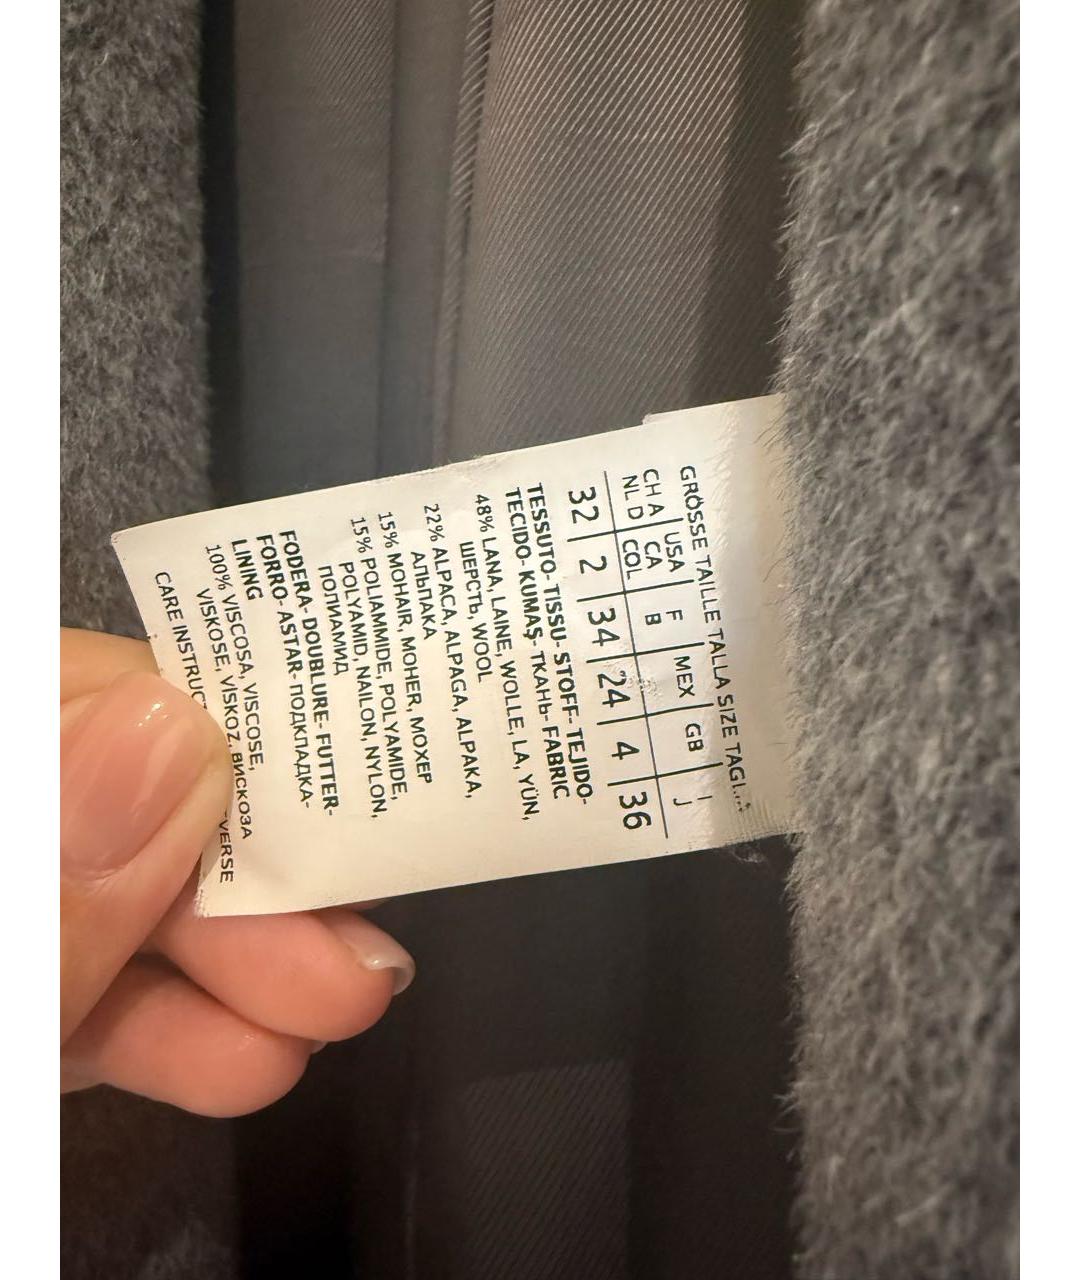 GRÖSSE TAILLE TALLA SIZE TAGL...
CH A | USA | F | MEX | GB | I
NL D | CA | B | J
COL
32 | 2 | 34 | 24 | 4 | 36
TESSUTO- TISSU- STOFF- TEJIDO-
TECIDO- KUMAŞ- ТКАНЬ- FABRIC
48% LANA, LAINE, WOLLE, LA, YÜN,
ШЕРСТЬ, WOOL
22% ALPACA, ALPAGA, ALPAKA,
АЛЬПАКА
15% MOHAIR, MOHER, МОХЕР
15% POLIAMMIDE, POLYAMIDE,
POLYAMID, NAILON, NYLON,
ПОЛИАМИД
FODERA- DOUBLURE- FUTTER-
FORRO- ASTAR- ПОДКЛАДКА-
LINING
100% VISCOSA, VISCOSE,
VISKOSE, VİSKOZ, ВИСКОЗА
CARE INSTRUCT VERSE